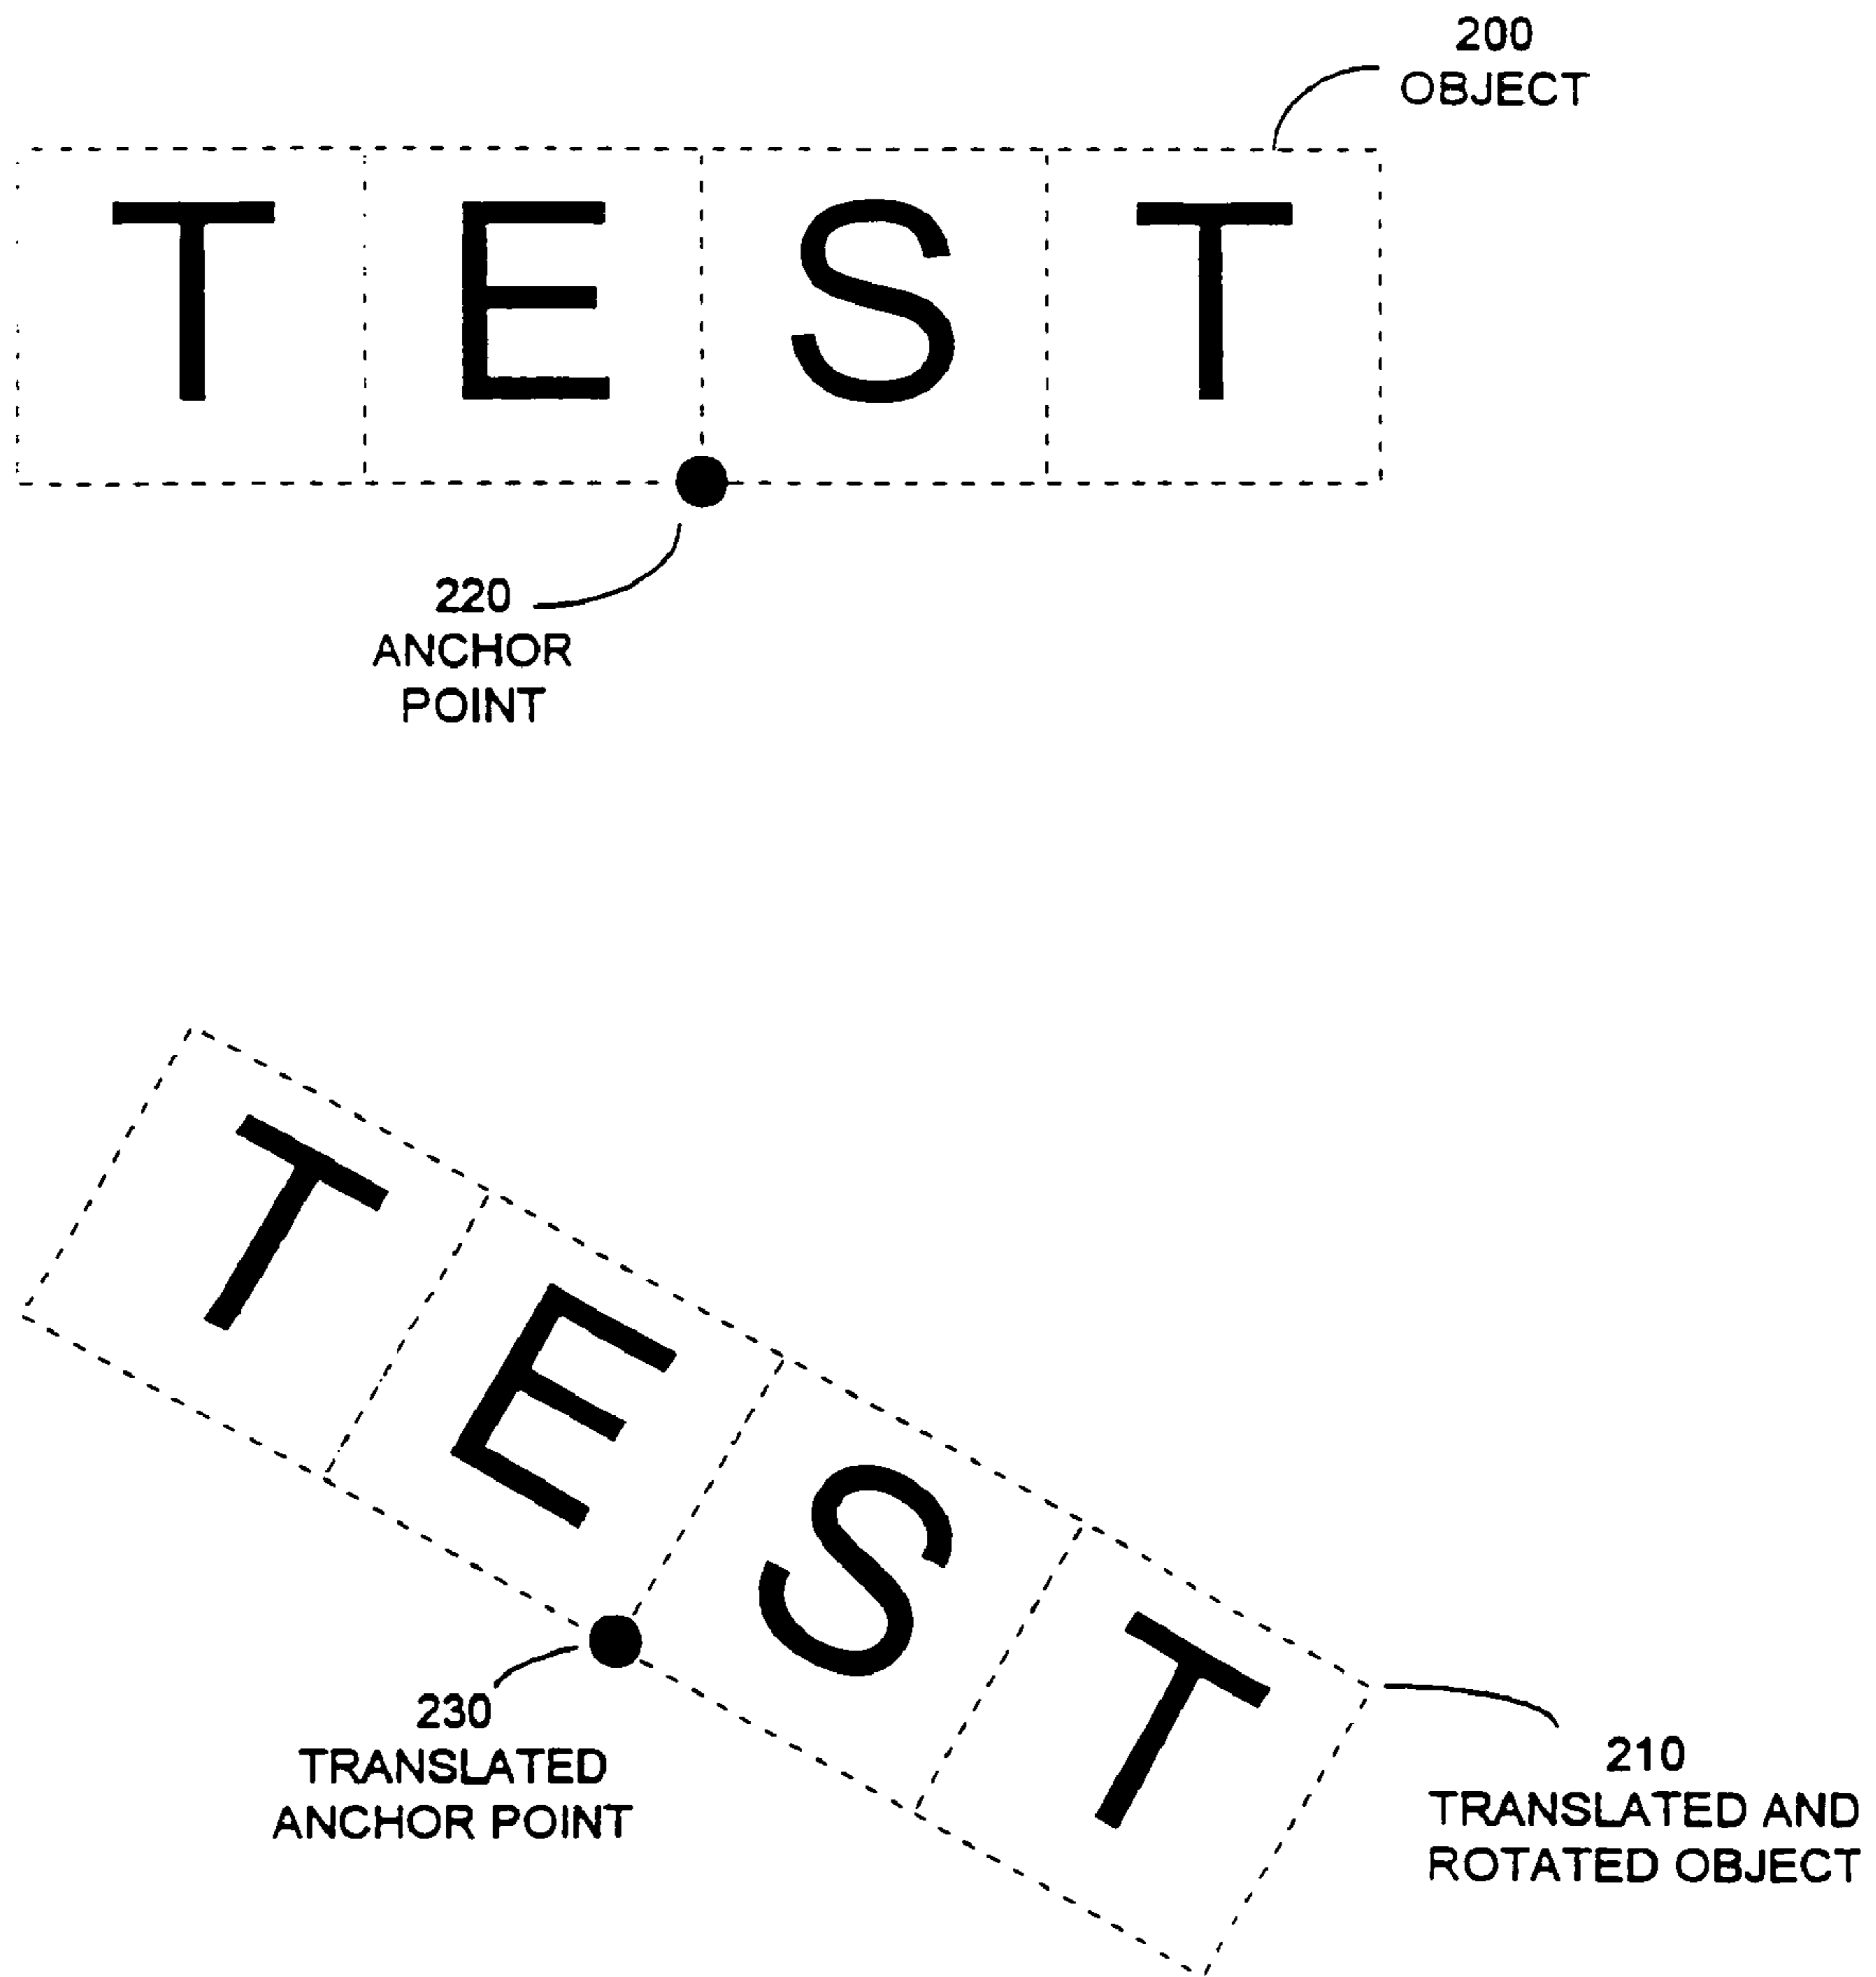 200
OBJECT
T E S T
220
ANCHOR
POINT
T E S T
230
TRANSLATED
ANCHOR POINT
210
TRANSLATED AND
ROTATED OBJECT